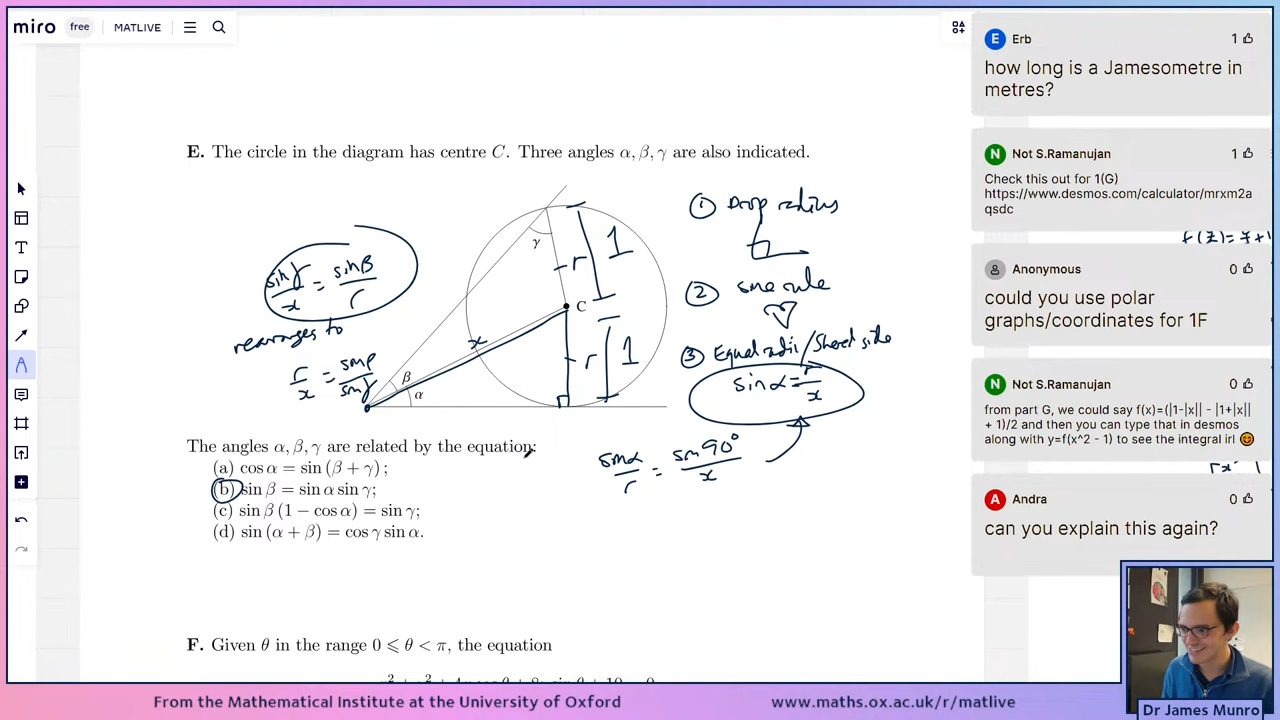 miro free MATLIVE
E. The circle in the diagram has centre C. Three angles α, β, γ are also indicated.
γ
C
β
α
x
r
1
r
1
sin γ / x = sin β / r
rearranges to
r / x = sin β / sin γ
① Drop radius
② sine rule
③ Equal radii / Shared side
sin α = r / x
sin α / r = sin 90° / x
The angles α, β, γ are related by the equation:
(a) cos α = sin (β + γ);
(b) sin β = sin α sin γ;
(c) sin β (1 − cos α) = sin γ;
(d) sin (α + β) = cos γ sin α.
F. Given θ in the range 0 ⩽ θ < π, the equation
E Erb 1
how long is a Jamesometre in
metres?
N Not S.Ramanujan 1
Check this out for 1(G)
https://www.desmos.com/calculator/mrxm2a
qsdc
Anonymous 0
could you use polar
graphs/coordinates for 1F
N Not S.Ramanujan 0
from part G, we could say f(x)=(|1-|x|| - |1+|x||
+ 1)/2 and then you can type that in desmos
along with y=f(x^2 - 1) to see the integral irl 😊
A Andra 0
can you explain this again?
From the Mathematical Institute at the University of Oxford
www.maths.ox.ac.uk/r/matlive
Dr James Munro